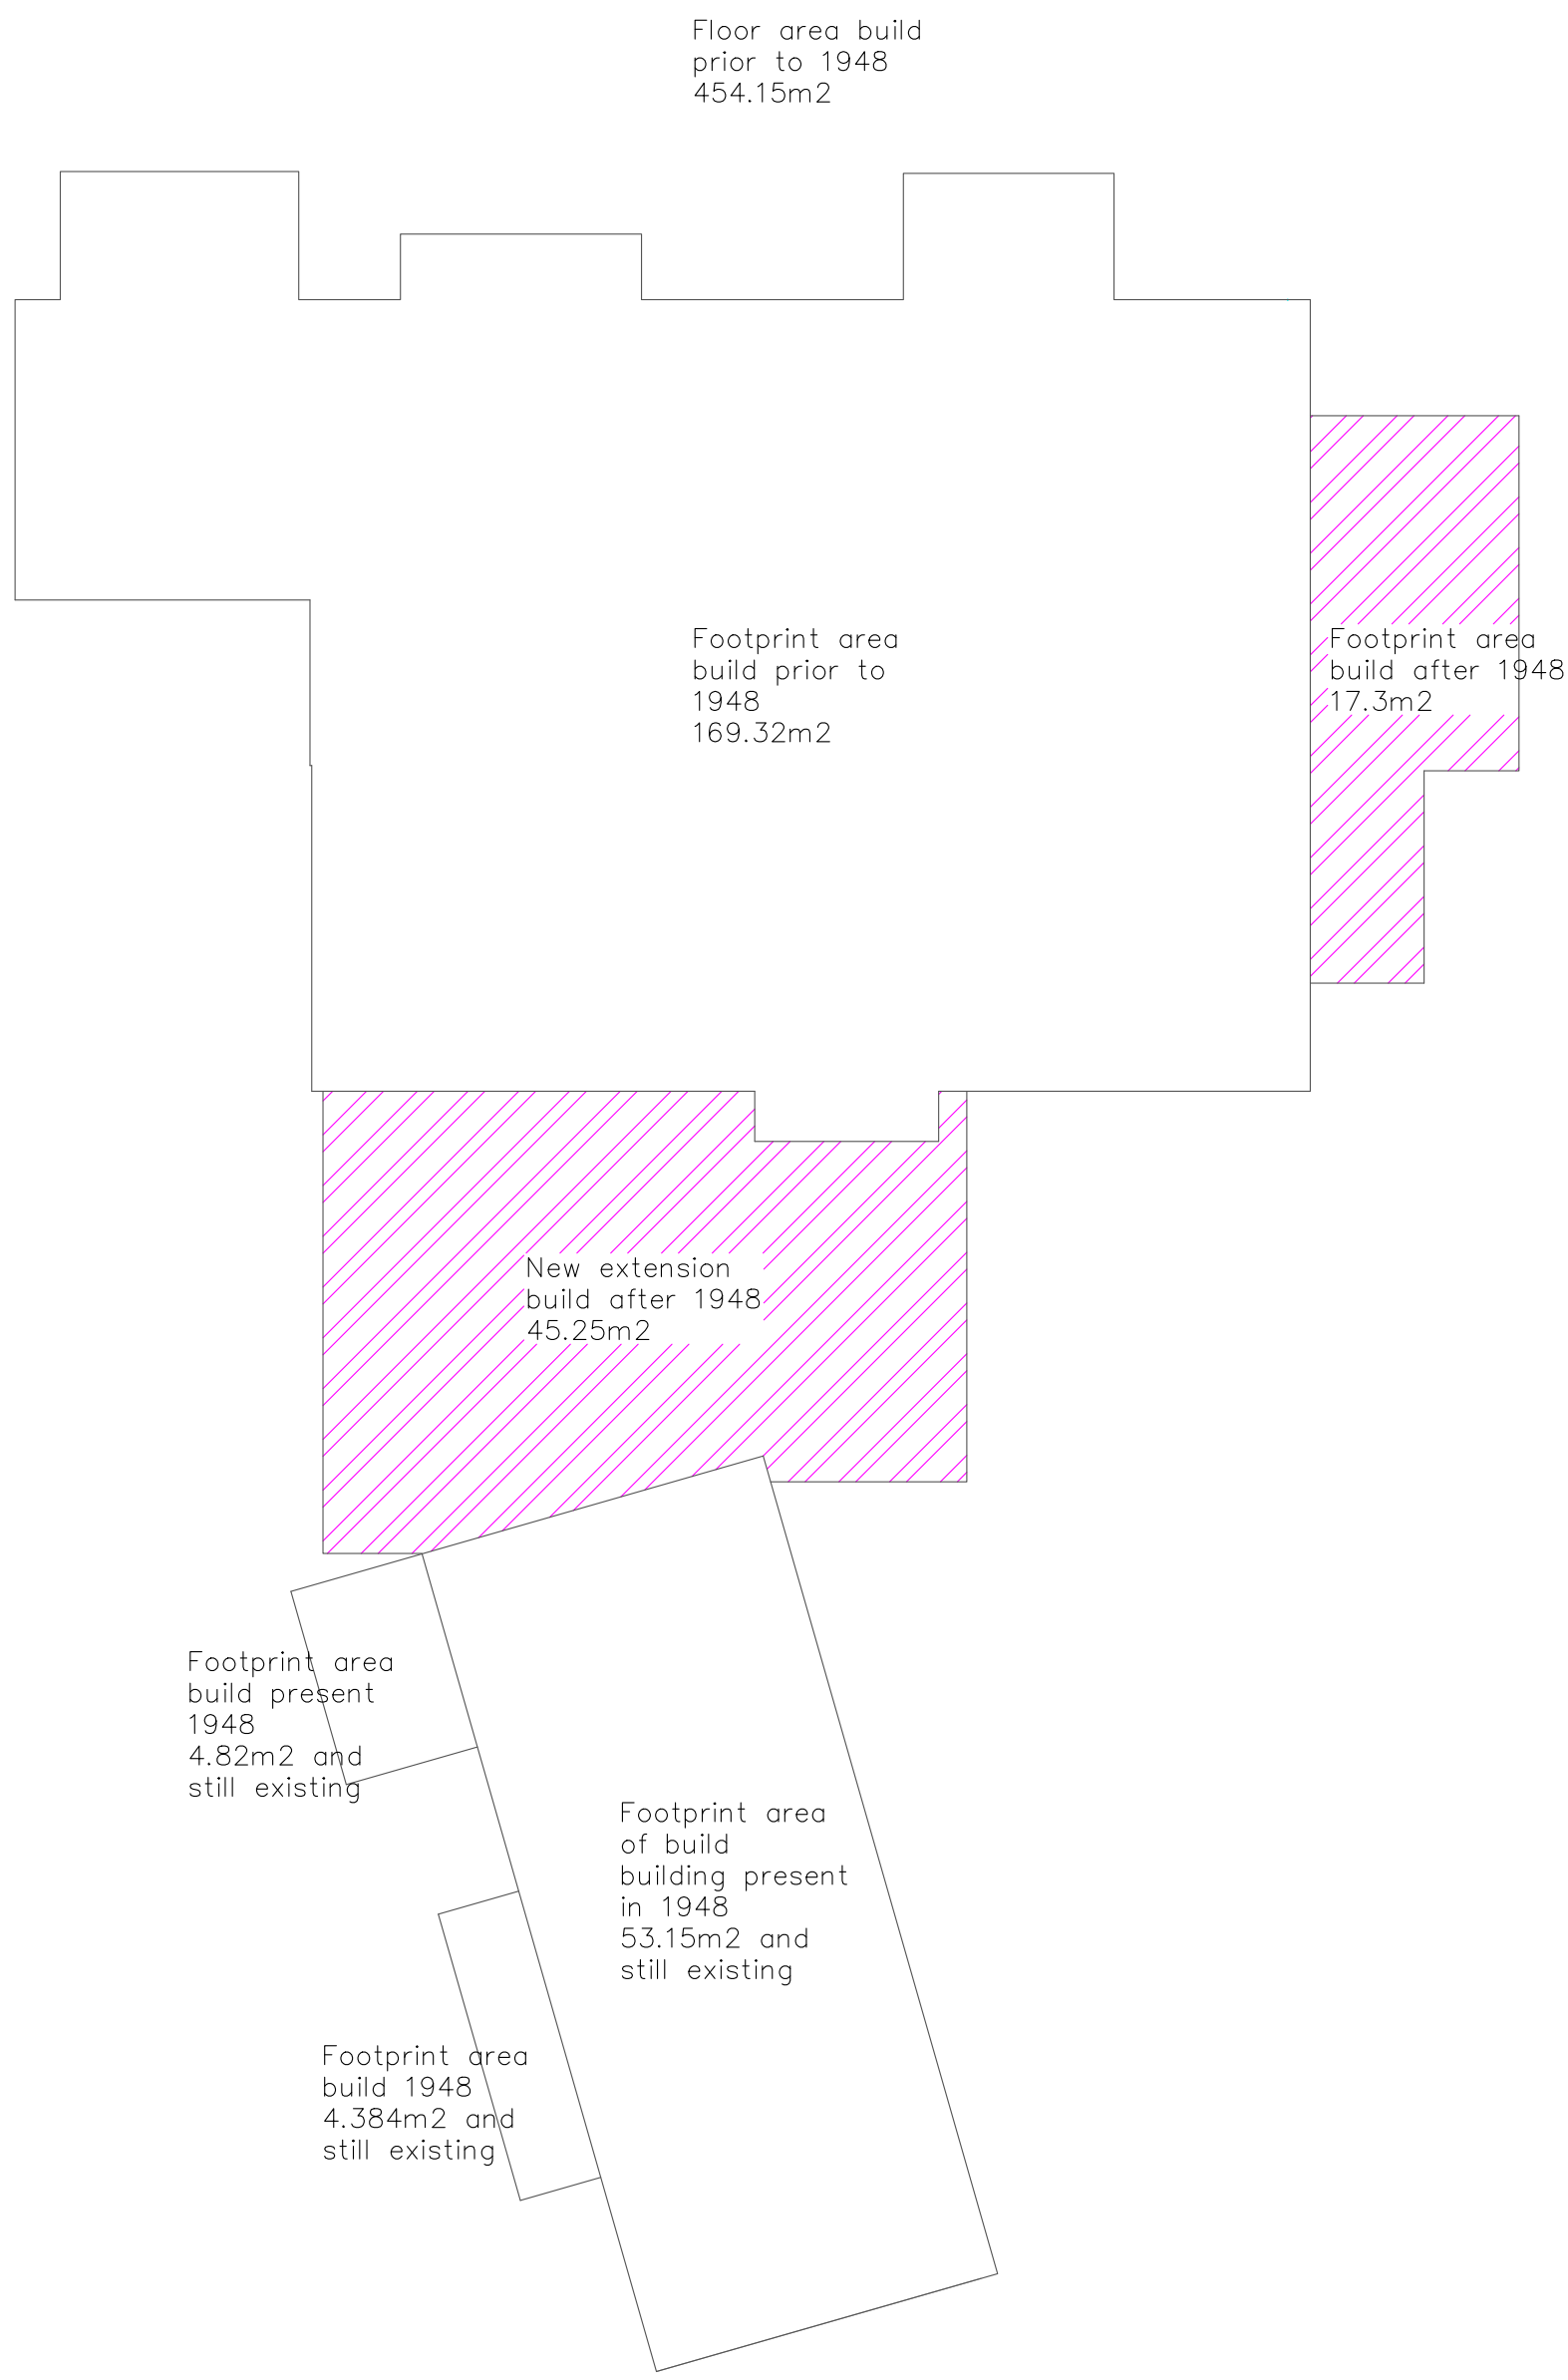 Floor area build
prior to 1948
454.15m2
Footprint area
build prior to
1948
169.32m2
Footprint area
build after 1948
17.3m2
New extension
build after 1948
45.25m2
Footprint area
build present
1948
4.82m2 and
still existing
Footprint area
of build
building present
in 1948
53.15m2 and
still existing
Footprint area
build 1948
4.384m2 and
still existing